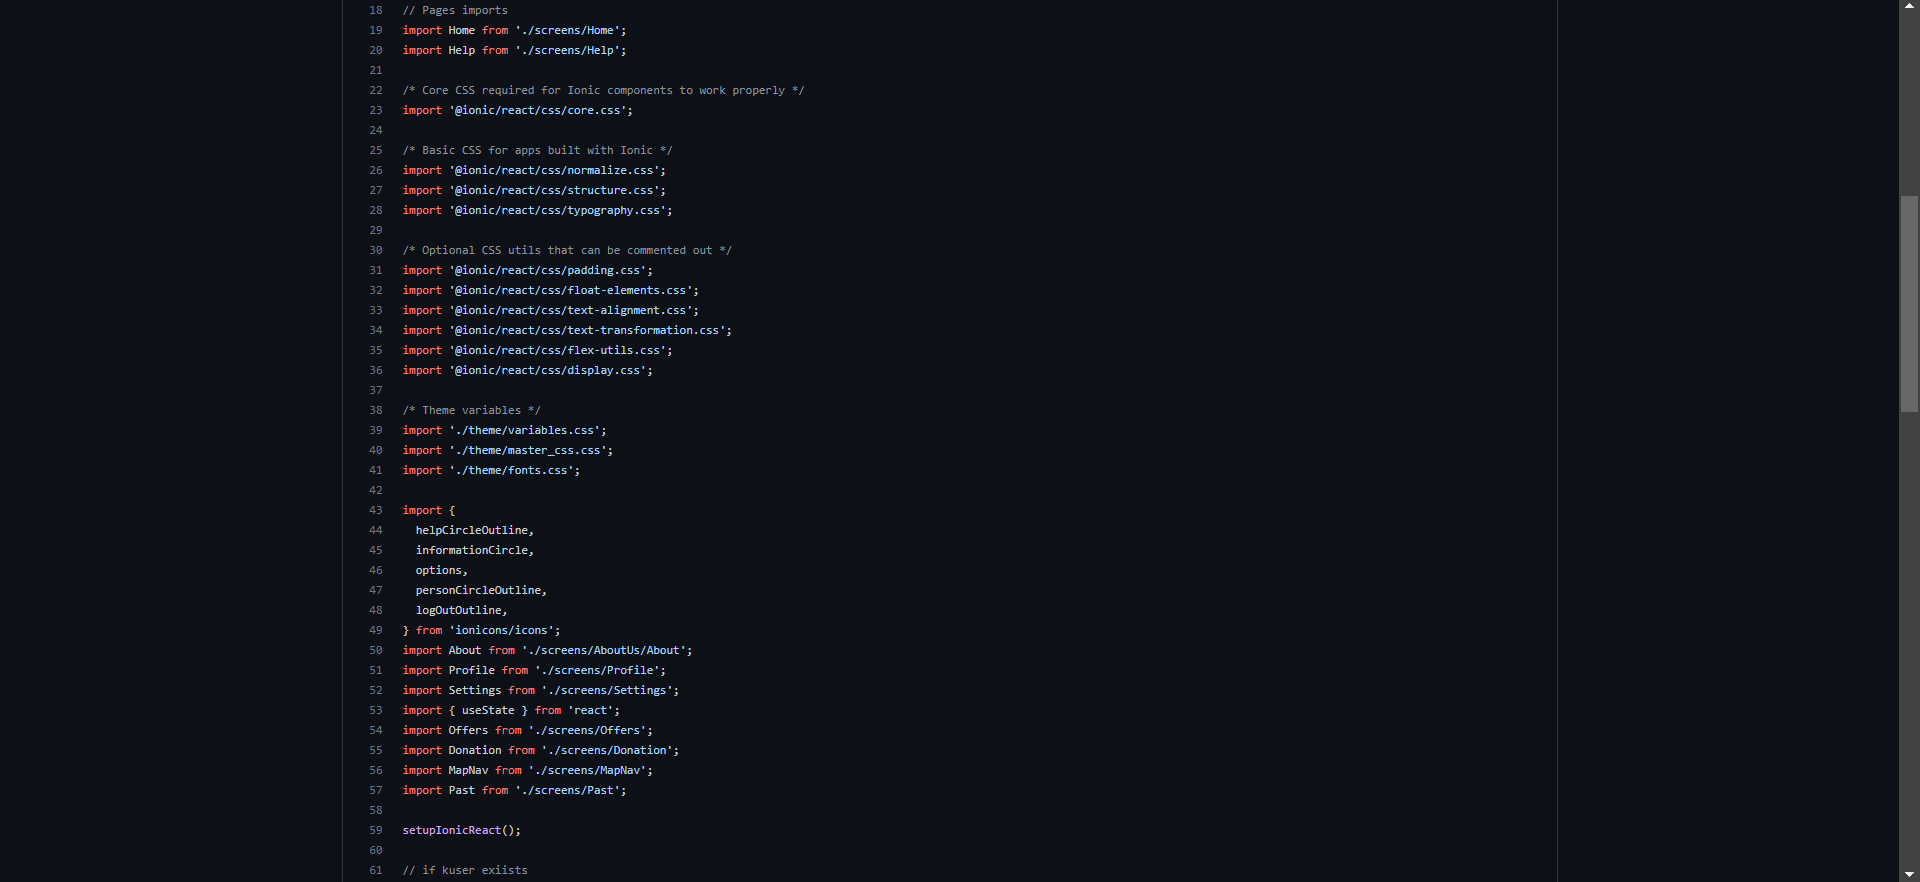 18 // Pages imports
19 import Home from './screens/Home';
20 import Help from './screens/Help';
21
22 /* Core CSS required for Ionic components to work properly */
23 import '@ionic/react/css/core.css';
24
25 /* Basic CSS for apps built with Ionic */
26 import '@ionic/react/css/normalize.css';
27 import '@ionic/react/css/structure.css';
28 import '@ionic/react/css/typography.css';
29
30 /* Optional CSS utils that can be commented out */
31 import '@ionic/react/css/padding.css';
32 import '@ionic/react/css/float-elements.css';
33 import '@ionic/react/css/text-alignment.css';
34 import '@ionic/react/css/text-transformation.css';
35 import '@ionic/react/css/flex-utils.css';
36 import '@ionic/react/css/display.css';
37
38 /* Theme variables */
39 import './theme/variables.css';
40 import './theme/master_css.css';
41 import './theme/fonts.css';
42
43 import {
44   helpCircleOutline,
45   informationCircle,
46   options,
47   personCircleOutline,
48   logOutOutline,
49 } from 'ionicons/icons';
50 import About from './screens/AboutUs/About';
51 import Profile from './screens/Profile';
52 import Settings from './screens/Settings';
53 import { useState } from 'react';
54 import Offers from './screens/Offers';
55 import Donation from './screens/Donation';
56 import MapNav from './screens/MapNav';
57 import Past from './screens/Past';
58
59 setupIonicReact();
60
61 // if kuser exiists